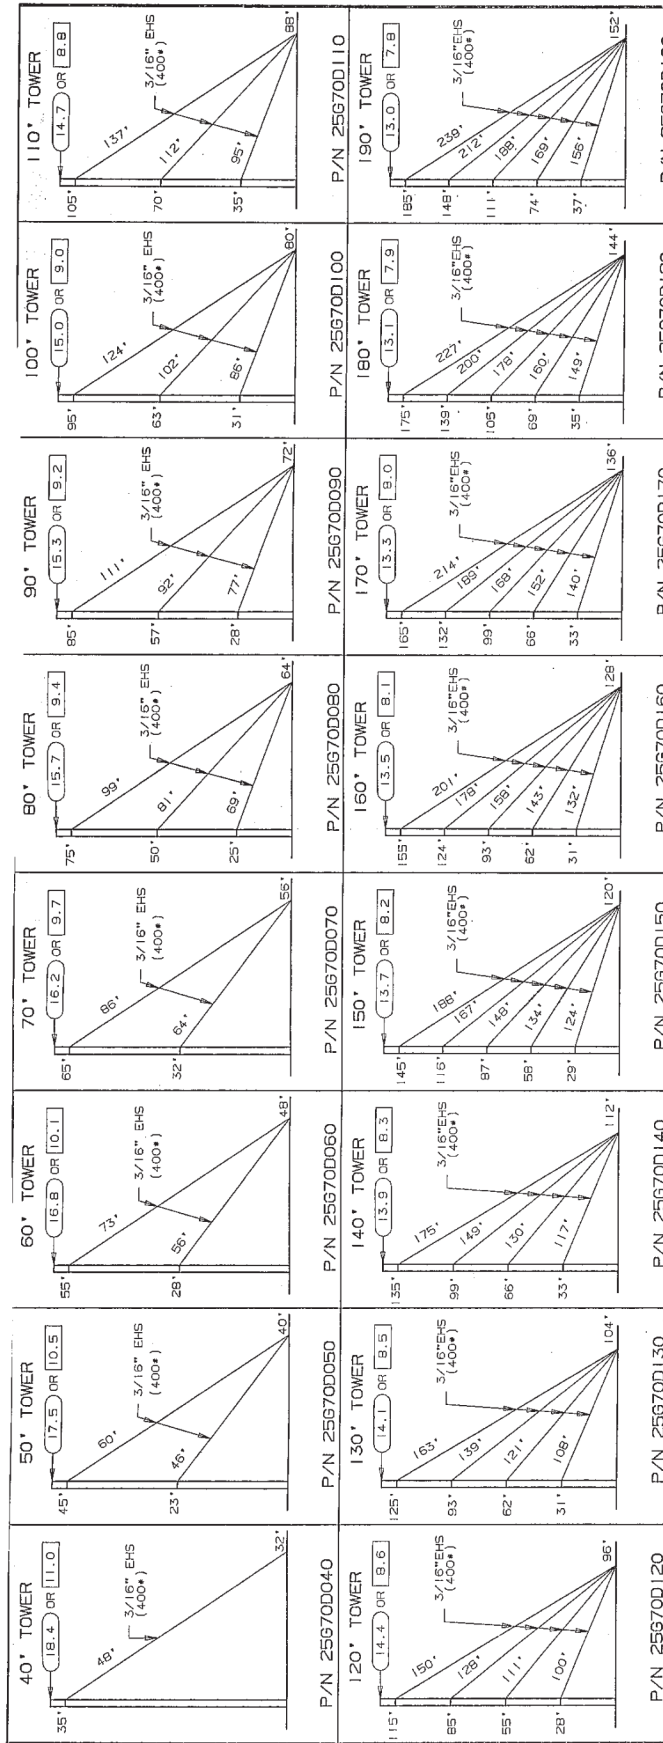 40' TOWER
18.4 OR 11.0
35'
48'
3/16" EHS
(400#)
32'
P/N 25G70D040
50' TOWER
17.5 OR 10.5
45'
60'
3/16" EHS
(400#)
46'
23'
40'
P/N 25G70D050
60' TOWER
16.8 OR 10.1
55'
73'
3/16" EHS
(400#)
56'
28'
48'
P/N 25G70D060
70' TOWER
16.2 OR 9.7
65'
86'
3/16" EHS
(400#)
64'
32'
56'
P/N 25G70D070
80' TOWER
15.7 OR 9.4
75'
99'
3/16" EHS
(400#)
81'
50'
69'
25'
64'
P/N 25G70D080
90' TOWER
15.3 OR 9.2
85'
111'
3/16" EHS
(400#)
92'
57'
77'
28'
72'
P/N 25G70D090
100' TOWER
15.0 OR 9.0
95'
124'
3/16" EHS
(400#)
102'
63'
86'
31'
80'
P/N 25G70D100
110' TOWER
14.7 OR 8.8
105'
137'
3/16" EHS
(400#)
112'
70'
95'
35'
88'
P/N 25G70D110
120' TOWER
14.4 OR 8.6
115'
150'
3/16"EHS
(400#)
128'
85'
111'
55'
100'
28'
96'
P/N 25G70D120
130' TOWER
14.1 OR 8.5
125'
163'
3/16"EHS
(400#)
139'
93'
121'
62'
108'
31'
104'
P/N 25G70D130
140' TOWER
13.9 OR 8.3
135'
175'
3/16"EHS
(400#)
149'
99'
130'
66'
117'
33'
112'
P/N 25G70D140
150' TOWER
13.7 OR 8.2
145'
188'
3/16"EHS
(400#)
167'
116'
148'
87'
134'
58'
124'
29'
120'
P/N 25G70D150
160' TOWER
13.5 OR 8.1
155'
201'
3/16"EHS
(400#)
178'
124'
158'
93'
143'
62'
132'
31'
128'
P/N 25G70D160
170' TOWER
13.3 OR 8.0
165'
214'
3/16"EHS
(400#)
189'
132'
168'
99'
152'
66'
140'
33'
136'
P/N 25G70D170
180' TOWER
13.1 OR 7.9
175'
227'
3/16"EHS
(400#)
200'
139'
178'
105'
160'
69'
149'
35'
144'
190' TOWER
13.0 OR 7.8
185'
239'
3/16"EHS
(400#)
212'
148'
188'
111'
169'
74'
156'
37'
152'